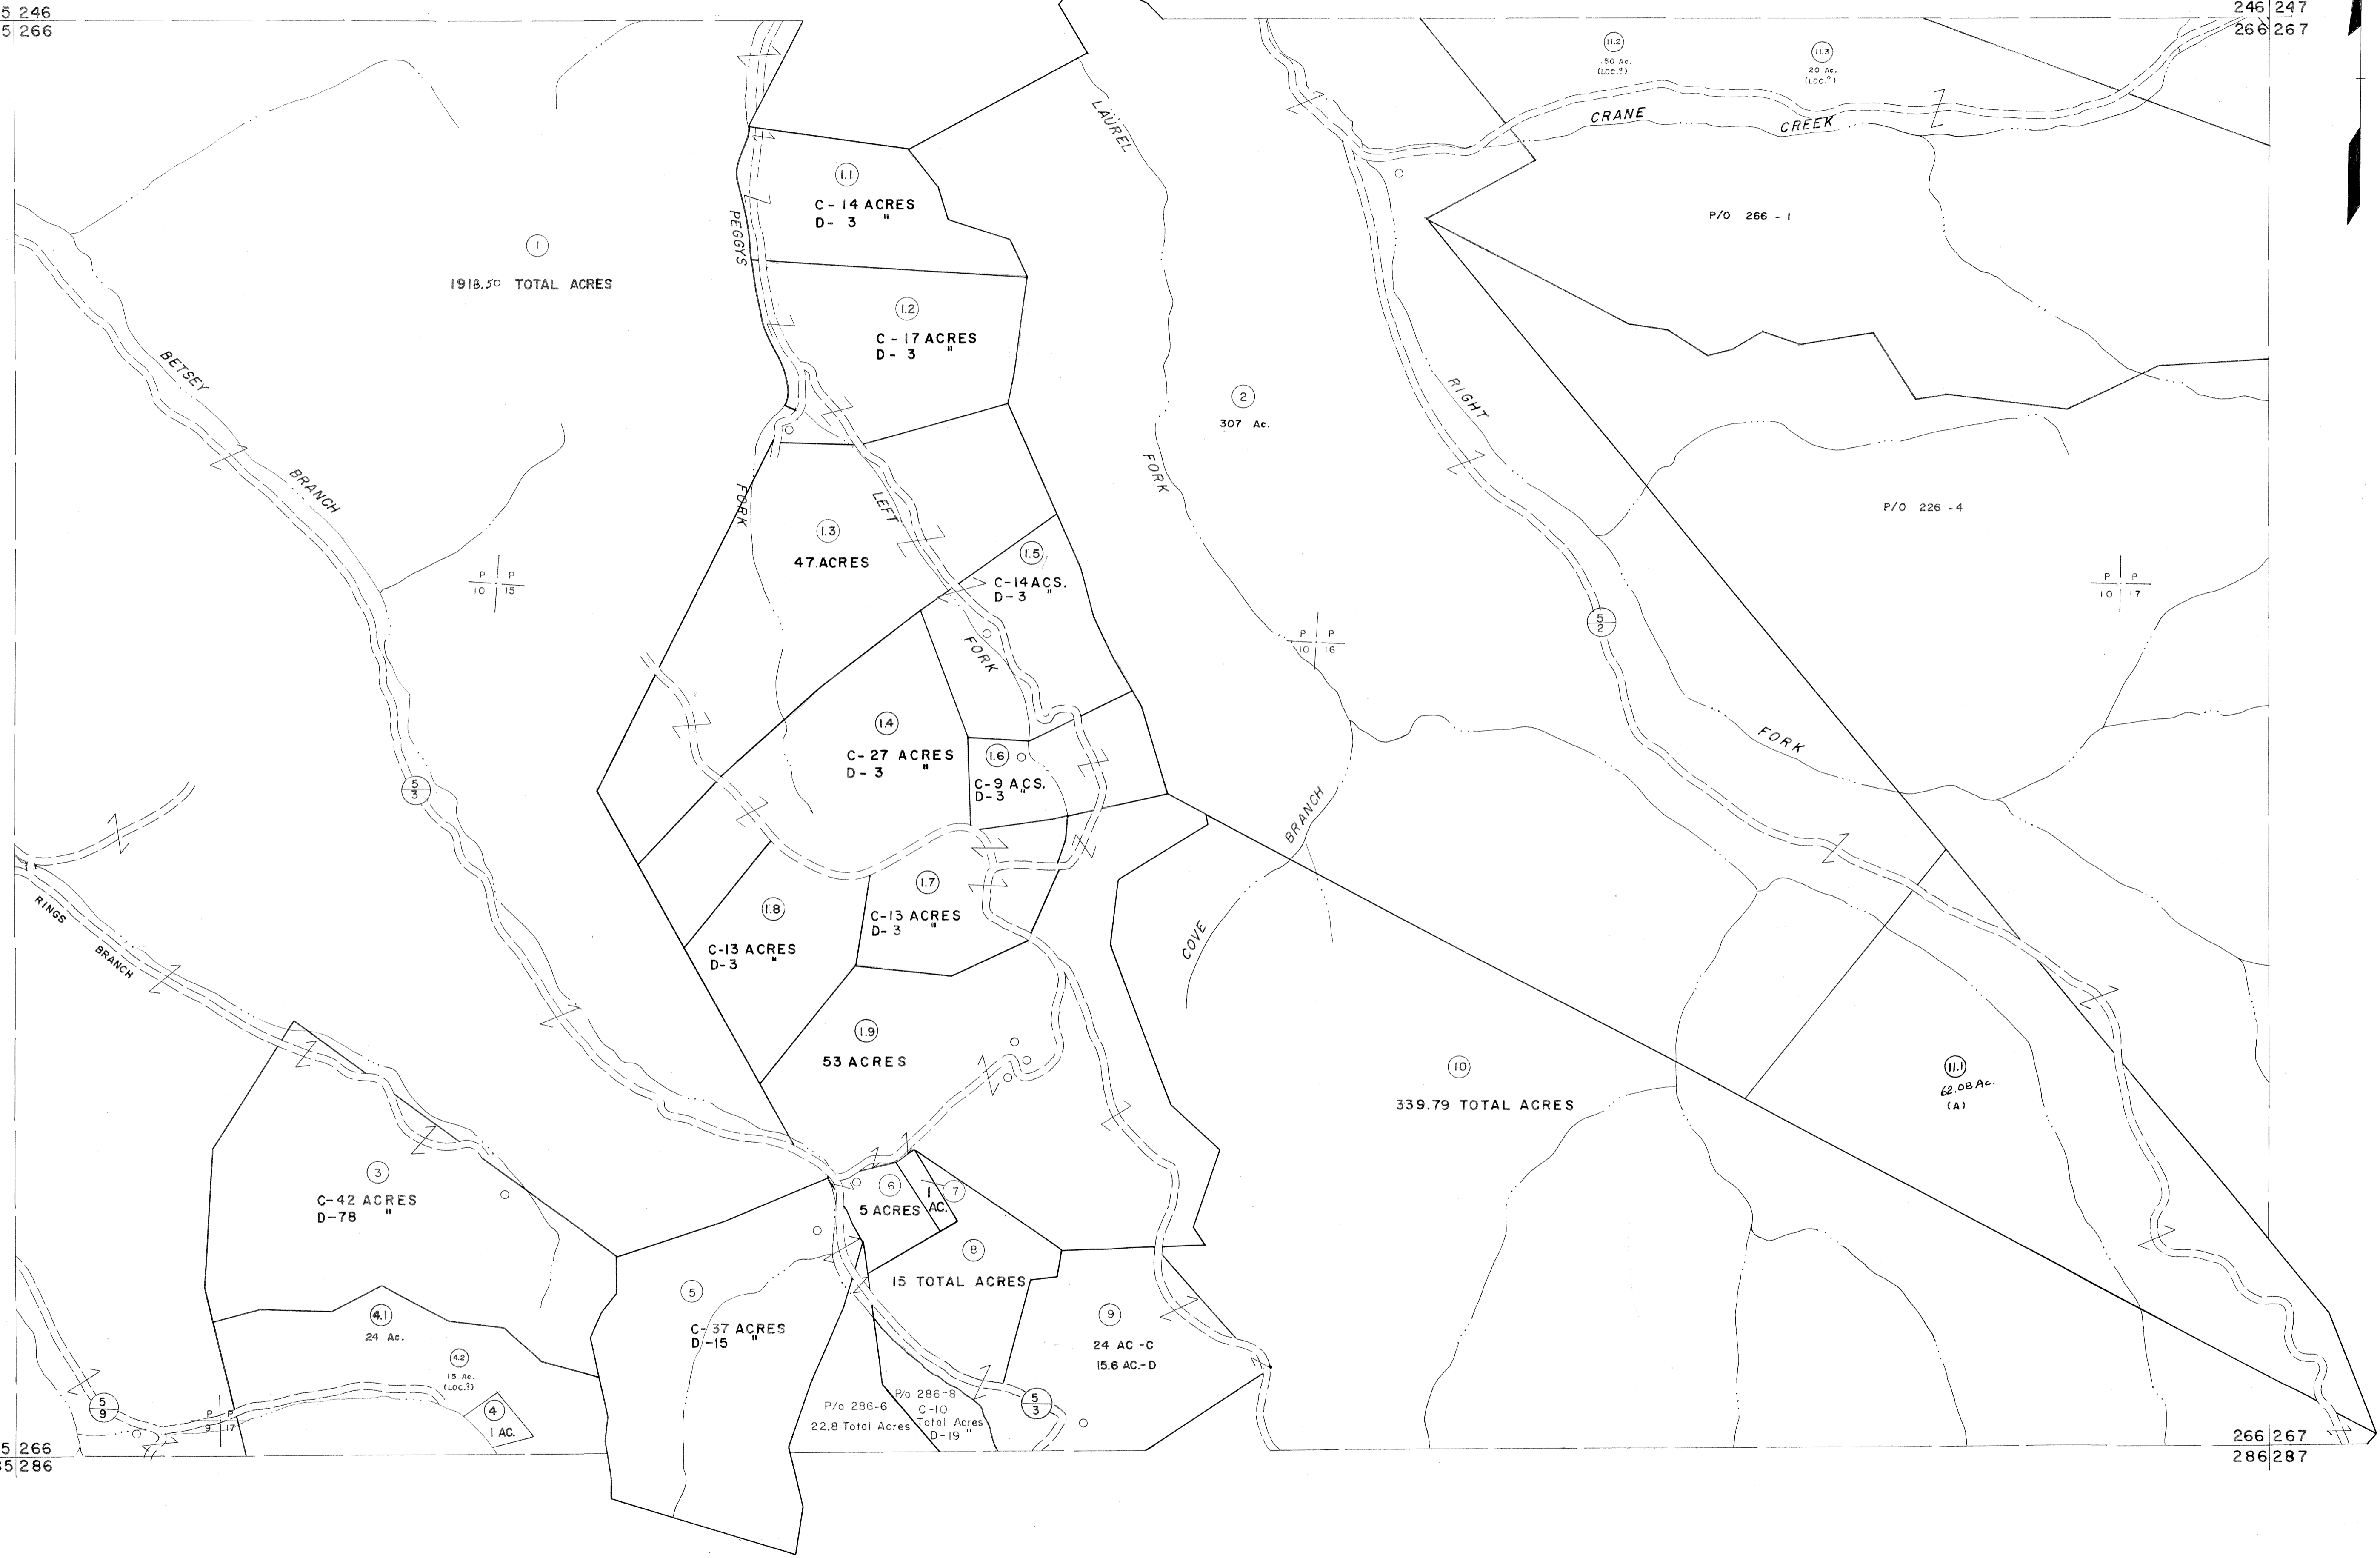 5 246
5 266
246 247
266 267
11.2
.50 Ac.
(LOC.?)
11.3
20 Ac.
(LOC.?)
CRANE CREEK
LAUREL
FORK
P/O 266 - 1
1.1
C - 14 ACRES
D - 3 "
PEGGYS
FORK
1
1918.50 TOTAL ACRES
1.2
C - 17 ACRES
D - 3 "
BETSEY
BRANCH
2
307 Ac.
RIGHT
FORK
LEFT
FORK
P/O 226 - 4
1.3
47 ACRES
1.5
C-14 ACS.
D-3 "
P P
10 15
P P
10 17
P P
10 16
5
2
1.4
C-27 ACRES
D-3 "
1.6
C-9 ACS.
D-3 "
5
3
BRANCH
COVE
RINGS
BRANCH
1.7
C-13 ACRES
D-3 "
1.8
C-13 ACRES
D-3 "
1.9
53 ACRES
10
339.79 TOTAL ACRES
11.1
62.08 Ac.
(A)
3
C-42 ACRES
D-78 "
6
5 ACRES
7
1
AC.
8
15 TOTAL ACRES
5
C-37 ACRES
D-15 "
9
24 AC -C
15.6 AC.-D
4.1
24 Ac.
4.2
15 Ac.
(LOC.?)
4
1 AC.
5
9
P P
9 17
P/o 286-6
22.8 Total Acres
P/o 286-8
C-10
Total Acres
D-19 "
5
3
5 266
35 286
266 267
286 287